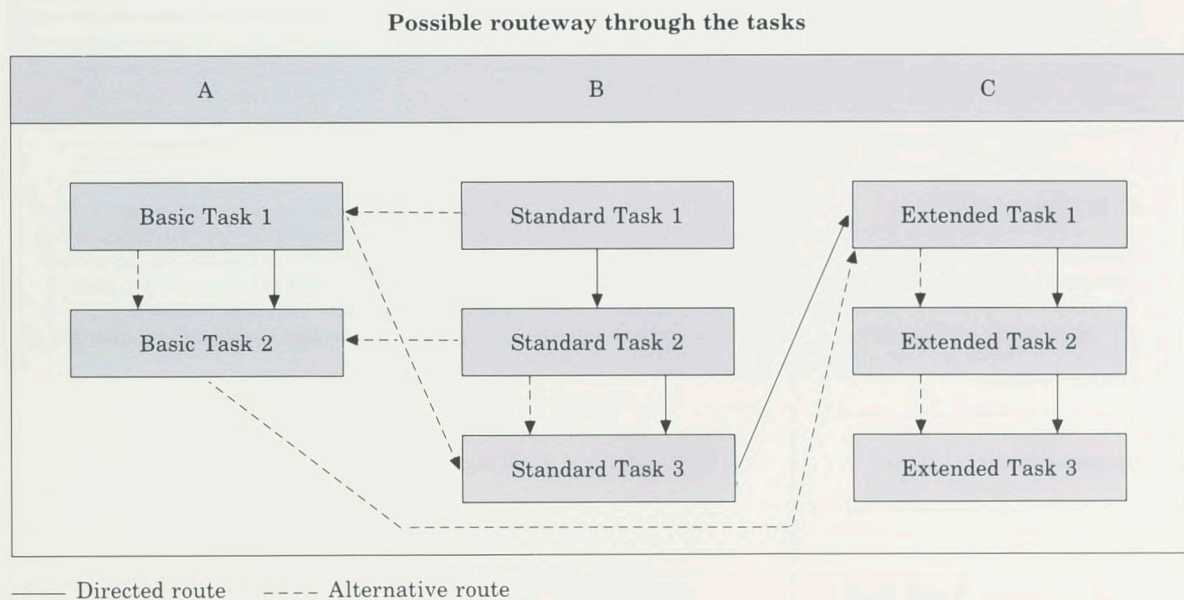 Possible routeway through the tasks
A B C
Basic Task 1 Standard Task 1 Extended Task 1
Basic Task 2 Standard Task 2 Extended Task 2
Standard Task 3 Extended Task 3
Directed route Alternative route